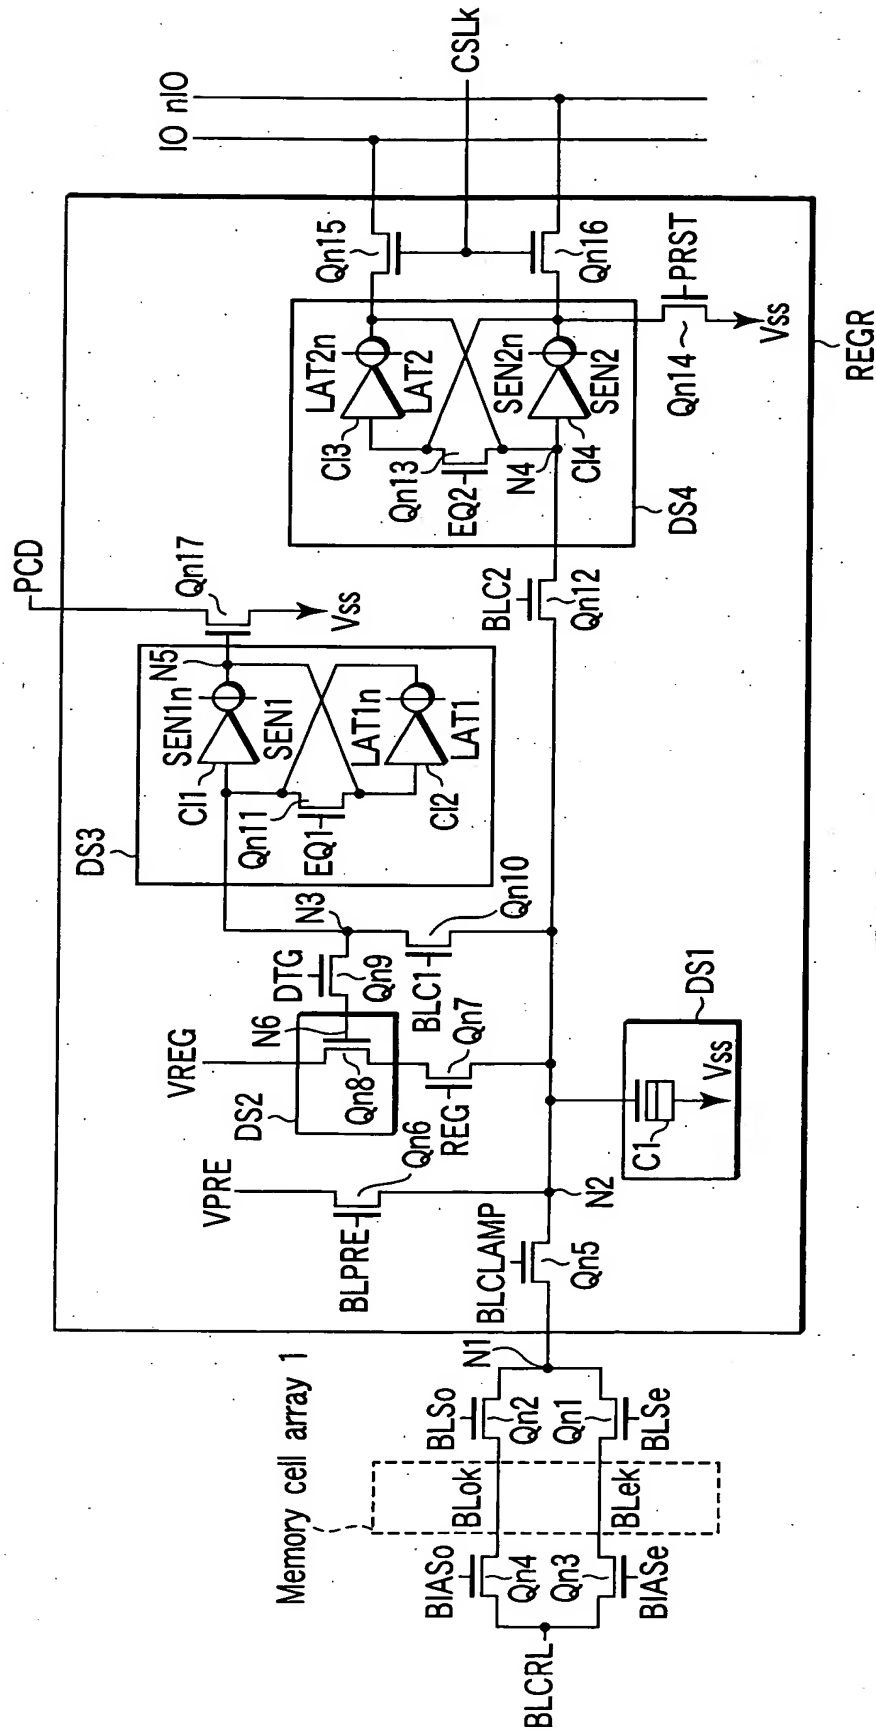 Memory cell array 1
BLCRL
BIASo
Qn4
Qn3
BIASe
BLok
BLek
BLSo
Qn2
Qn1
BLSe
N1
BLCLAMP
Qn5
N2
VPRE
BLPRE
Qn6
C1
Vss
DS1
VREG
DS2
N6
Qn8
REG
Qn7
DTG
Qn9
N3
BLC1
Qn10
DS3
CI1
SEN1n
SEN1
N5
Qn11
EQ1
LAT1n
LAT1
CI2
PCD
Qn17
Vss
BLC2
Qn12
DS4
CI3
LAT2n
LAT2
Qn13
EQ2
N4
SEN2n
SEN2
CI4
Qn15
Qn16
Qn14
PRST
Vss
REGR
IO
nIO
CSLk